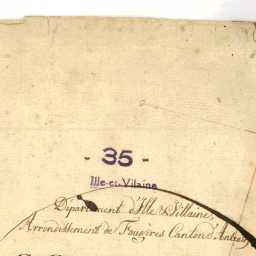 - 35 -
Ille-et-Vilaine
Département d'Ille & Villaine,
Arrondissement de Fougères Canton d'Antrain